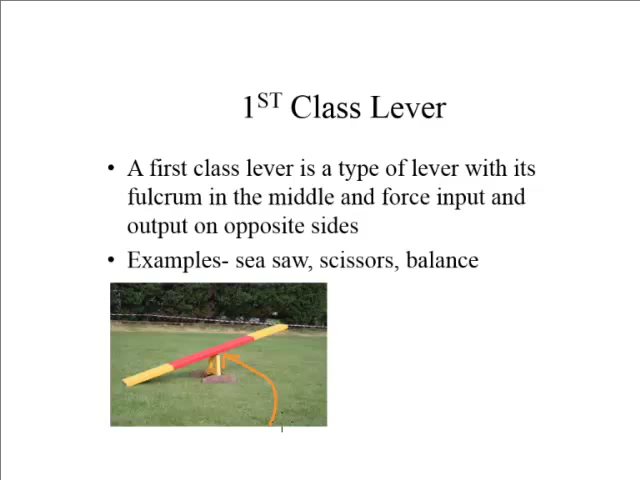 1ST Class Lever
• A first class lever is a type of lever with its
fulcrum in the middle and force input and
output on opposite sides
• Examples- sea saw, scissors, balance